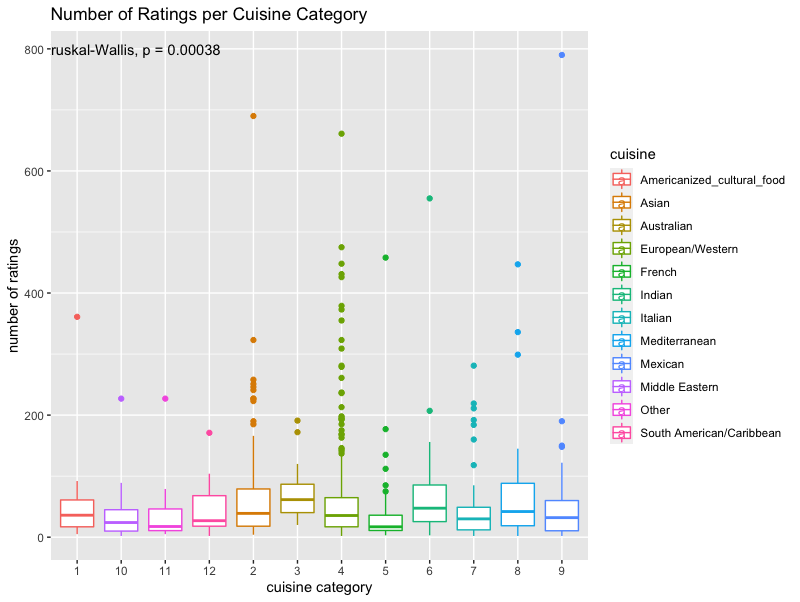 Number of Ratings per Cuisine Category
ruskal-Wallis, p = 0.00038
800
600
400
200
0
number of ratings
1 10 11 12 2 3 4 5 6 7 8 9
cuisine category
cuisine
a Americanized_cultural_food
a Asian
a Australian
a European/Western
a French
a Indian
a Italian
a Mediterranean
a Mexican
a Middle Eastern
a Other
a South American/Caribbean